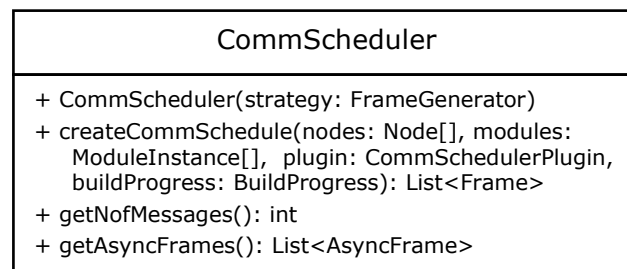 CommScheduler
+ CommScheduler(strategy: FrameGenerator)
+ createCommSchedule(nodes: Node[], modules:
ModuleInstance[], plugin: CommSchedulerPlugin,
buildProgress: BuildProgress): List<Frame>
+ getNofMessages(): int
+ getAsyncFrames(): List<AsyncFrame>